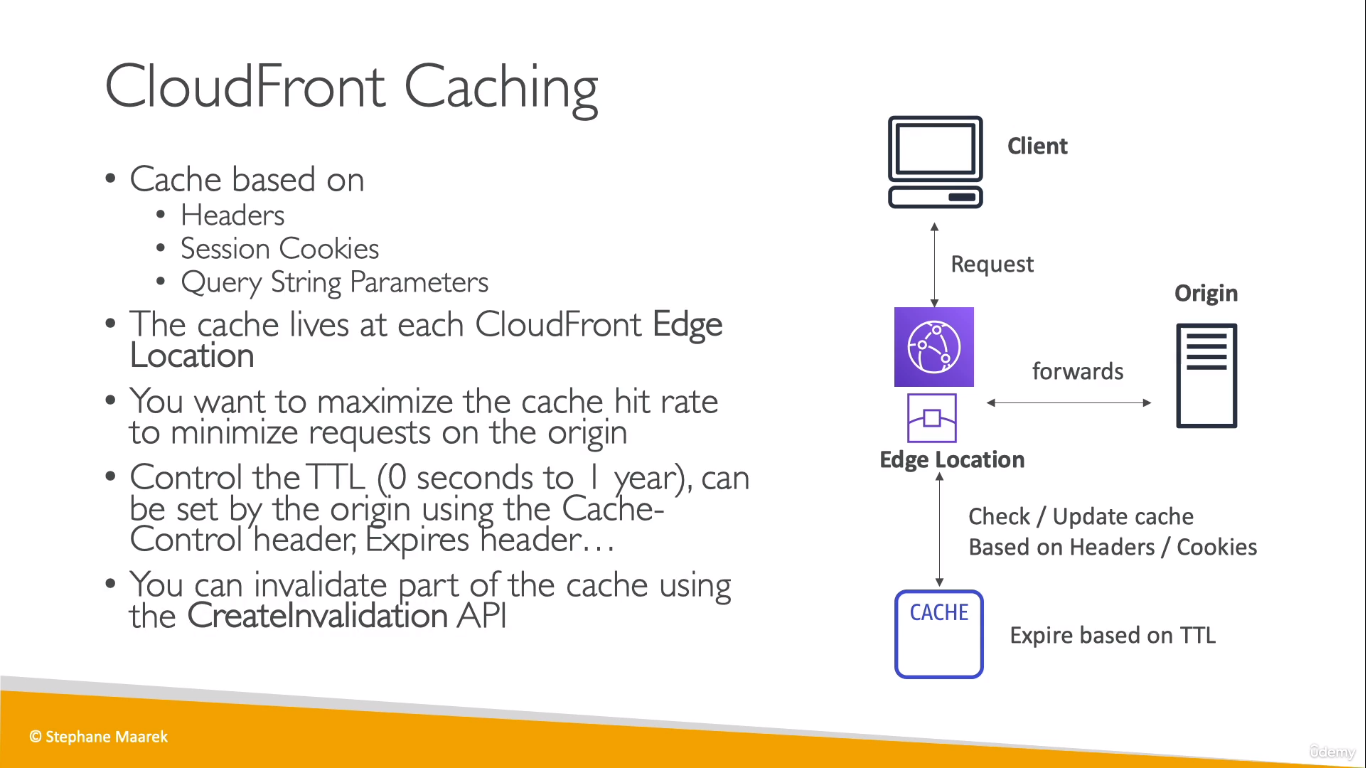 CloudFront Caching
• Cache based on
• Headers
• Session Cookies
• Query String Parameters
• The cache lives at each CloudFront Edge
Location
• You want to maximize the cache hit rate
to minimize requests on the origin
• Control the TTL (0 seconds to 1 year), can
be set by the origin using the Cache-
Control header, Expires header…
• You can invalidate part of the cache using
the CreateInvalidation API
Client
Request
Origin
forwards
Edge Location
Check / Update cache
Based on Headers / Cookies
CACHE
Expire based on TTL
© Stephane Maarek
ûdemy